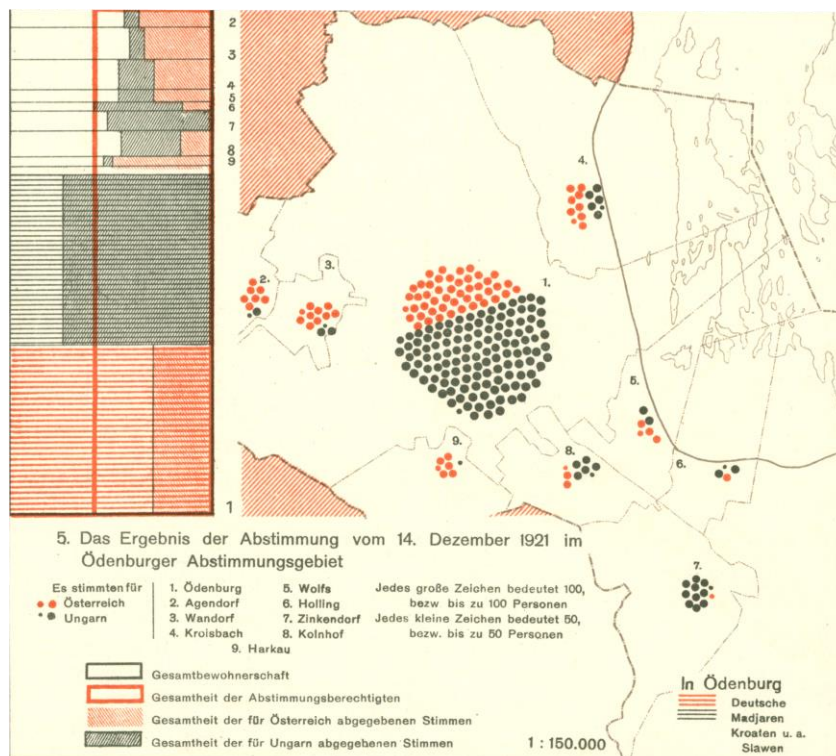 2
3
4
5
6
7
8
9
1
4.
2.
3.
1.
5.
9.
8.
6.
7.
5. Das Ergebnis der Abstimmung vom 14. Dezember 1921 im
Ödenburger Abstimmungsgebiet
Es stimmten für
Österreich
Ungarn
1. Ödenburg
2. Agendorf
3. Wandorf
4. Kroisbach
5. Wolfs
6. Holling
7. Zinkendorf
8. Kolnhof
9. Harkau
Jedes große Zeichen bedeutet 100,
bezw bis zu 100 Personen
Jedes kleine Zeichen bedeutet 50,
bezw. bis zu 50 Personen
Gesamtbewohnerschaft
Gesamtheit der Abstimmungsberechtigten
Gesamtheit der für Österreich abgegebenen Stimmen
Gesamtheit der für Ungarn abgegebenen Stimmen
1 : 150.000
In Ödenburg
Deutsche
Madjaren
Kroaten u. a.
Slawen